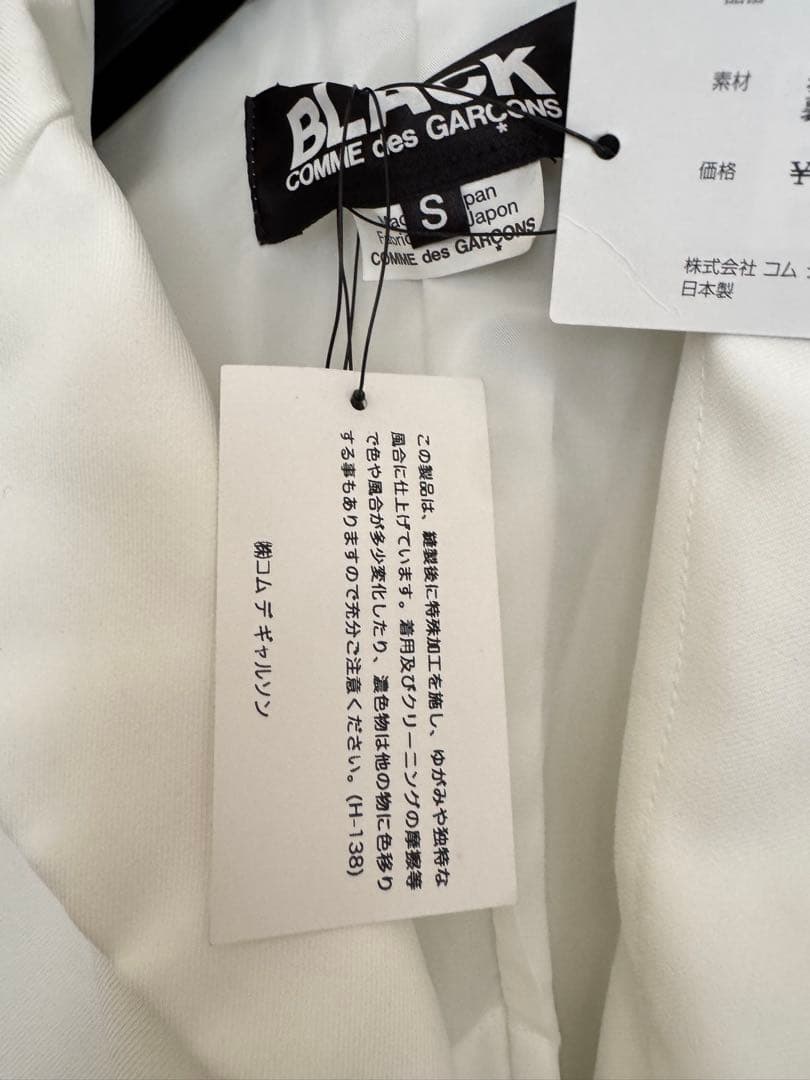 BLACK
COMME des GARÇONS
S
pan
Japon
COMME des GARÇONS
素材
価格
¥
株式会社 コム
日本製
この製品は、縫製後に特殊加工を施し、ゆがみや独特な
風合に仕上げています。着用及びクリーニングの摩擦等
で色や風合が多少変化したり、濃色物は他の物に色移り
する事もありますので充分ご注意ください。(H-138)
㈱コム デ ギャルソン